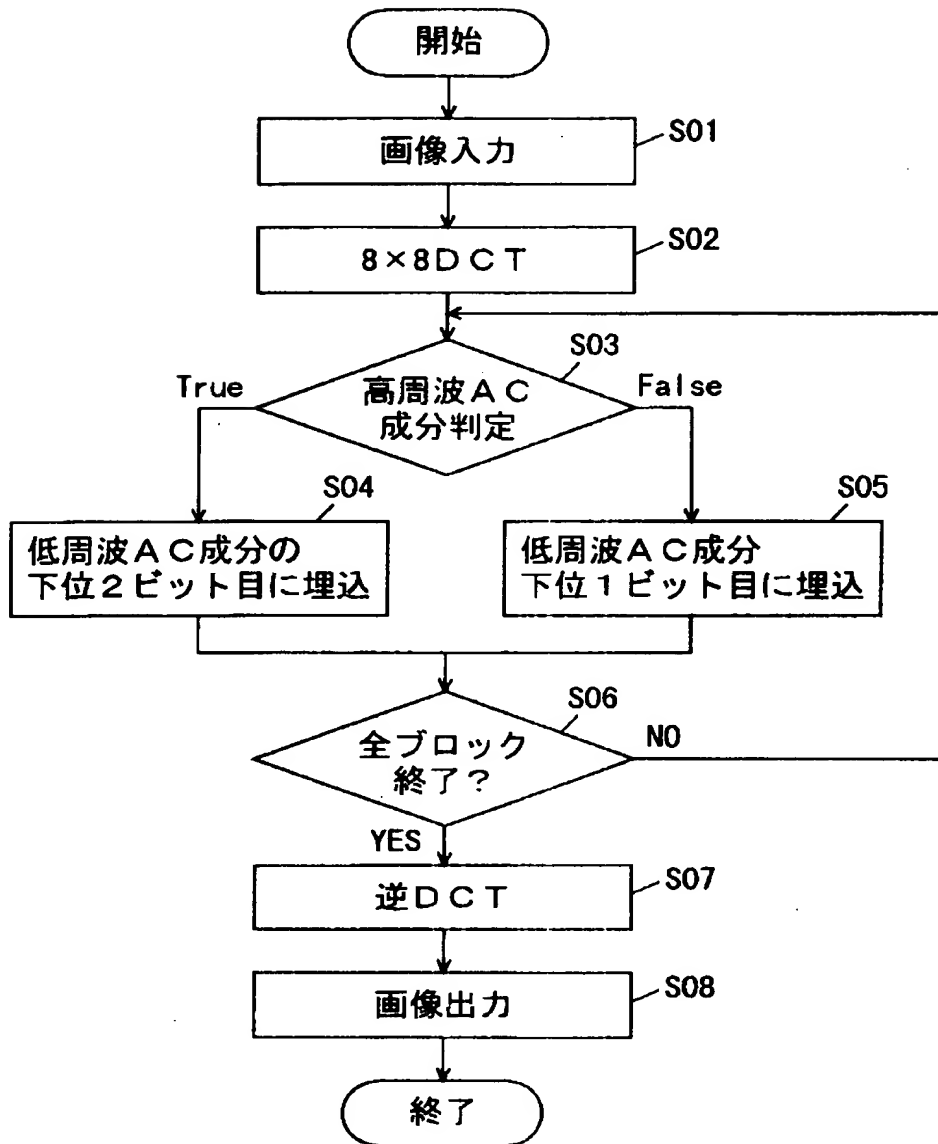 開始
画像入力
S01
8×8DCT
S02
S03
True
高周波AC
成分判定
False
S04
低周波AC成分の
下位2ビット目に埋込
S05
低周波AC成分
下位1ビット目に埋込
S06
全ブロック
終了?
NO
YES
逆DCT
S07
画像出力
S08
終了